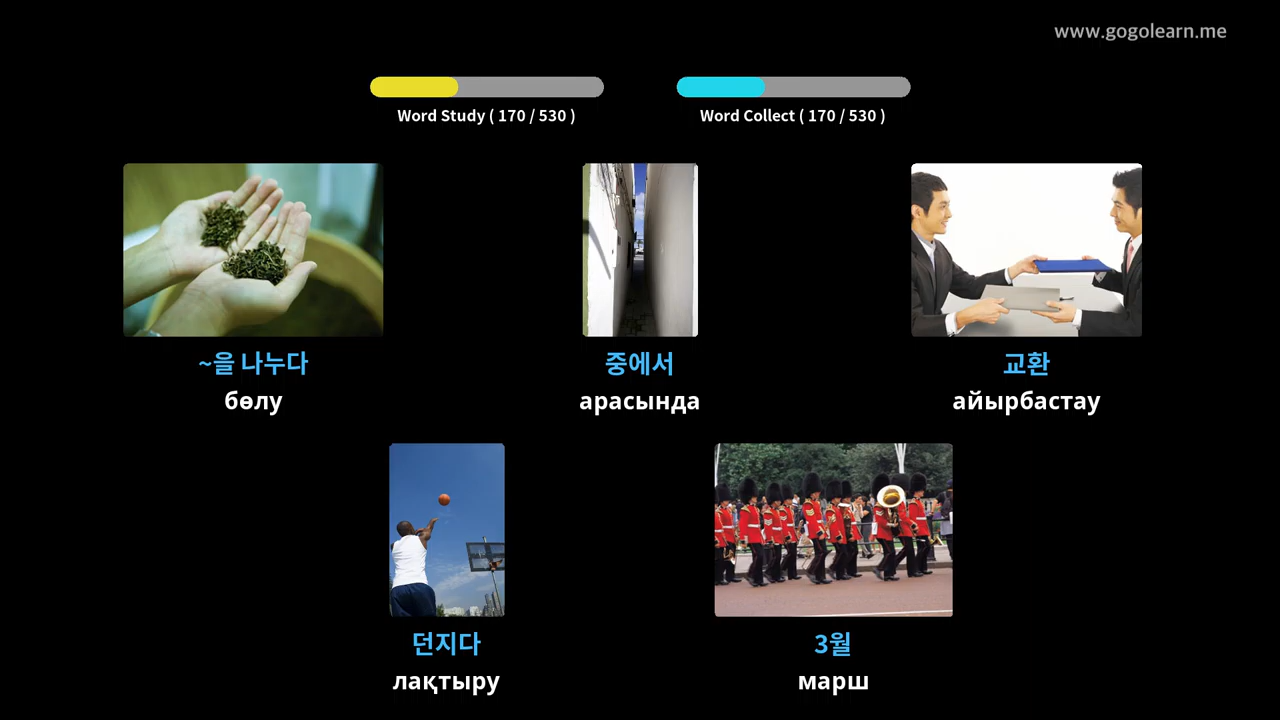 www.gogolearn.me
Word Study ( 170 / 530 )
Word Collect ( 170 / 530 )
~을 나누다
бөлу
중에서
арасында
교환
айырбастау
던지다
лақтыру
3월
марш